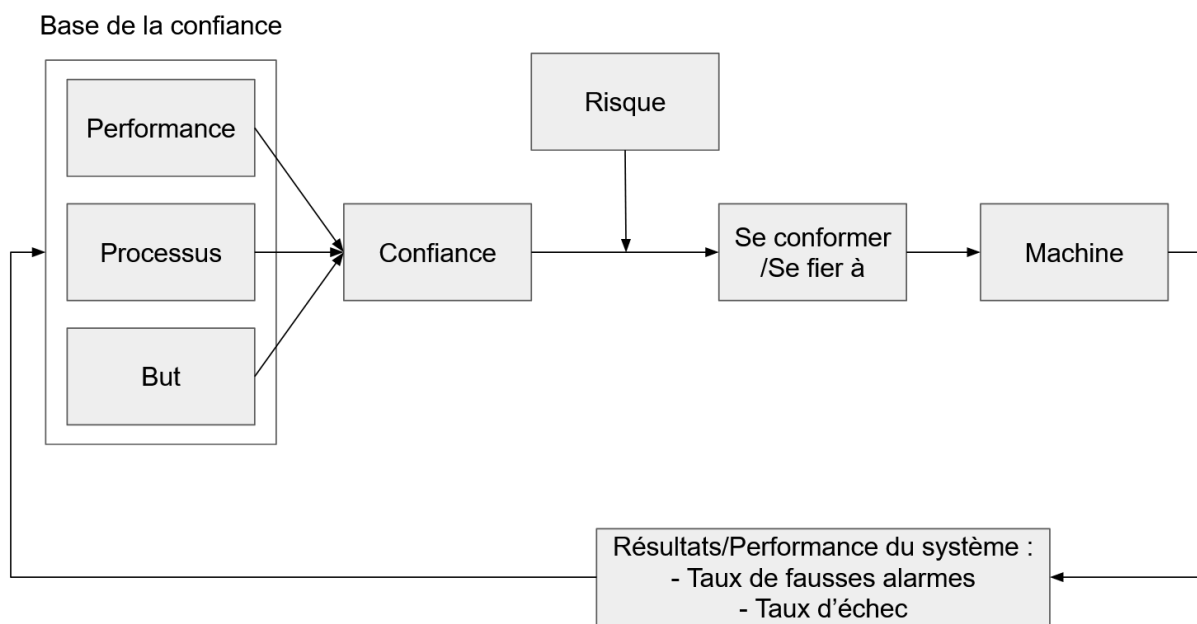 Base de la confiance
Performance
Risque
Processus
Confiance
Se conformer
/Se fier à
Machine
But
Résultats/Performance du système :
- Taux de fausses alarmes
- Taux d’échec